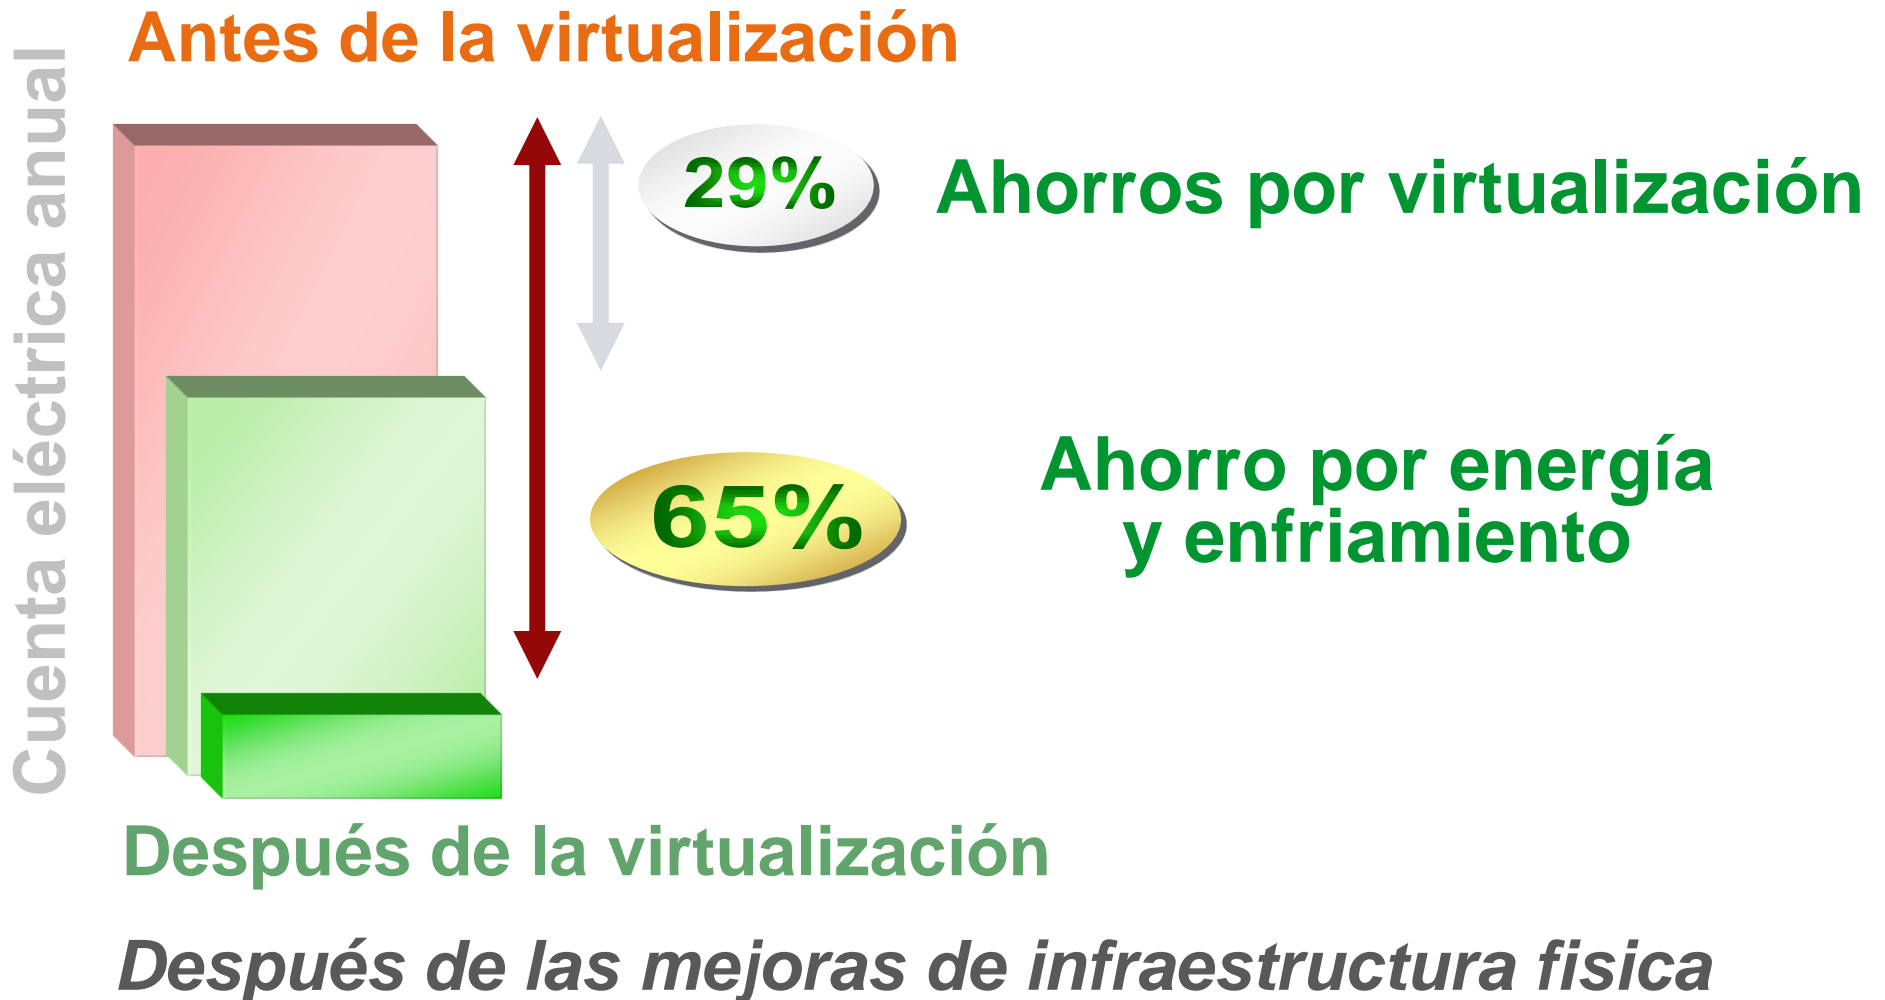 Antes de la virtualización
Cuenta eléctrica anual
29%
Ahorros por virtualización
65%
Ahorro por energía
y enfriamiento
Después de la virtualización
Después de las mejoras de infraestructura fisica